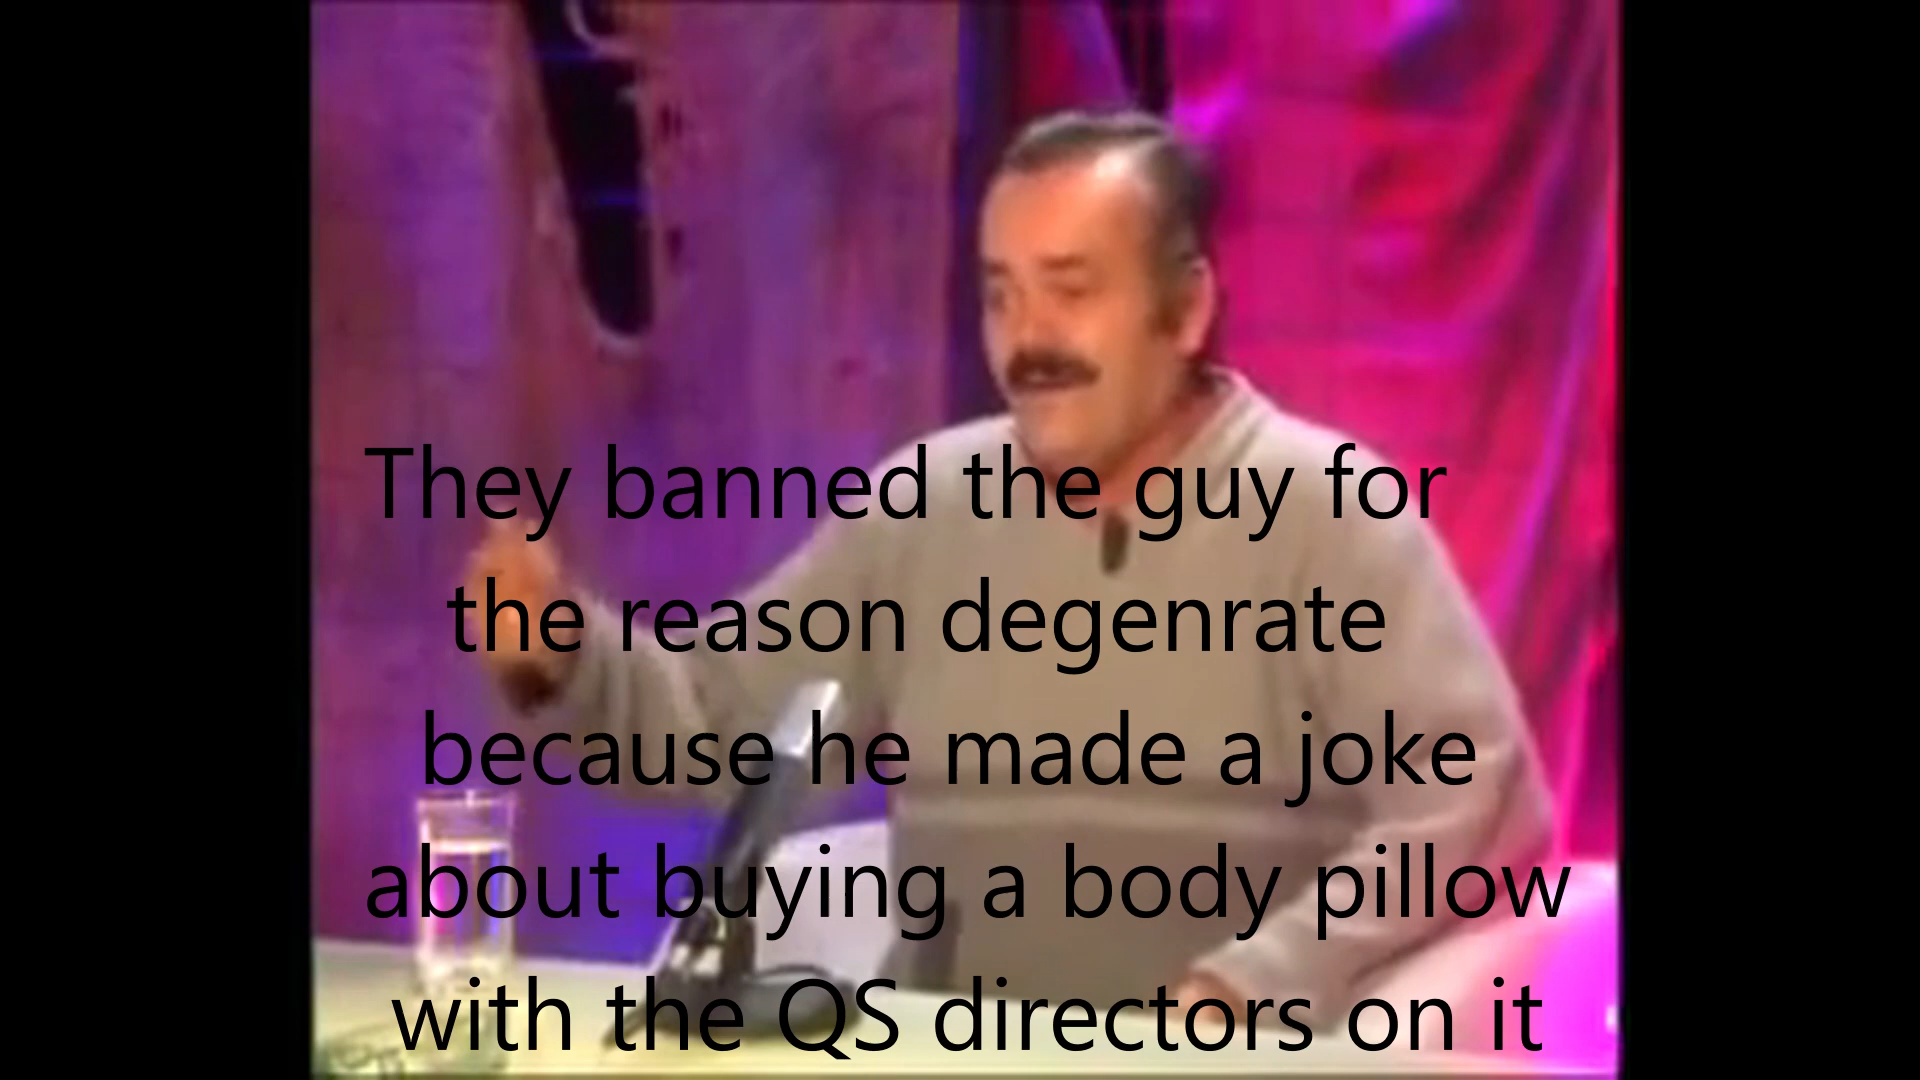 They banned the guy for
the reason degenrate
because he made a joke
about buying a body pillow
with the QS directors on it